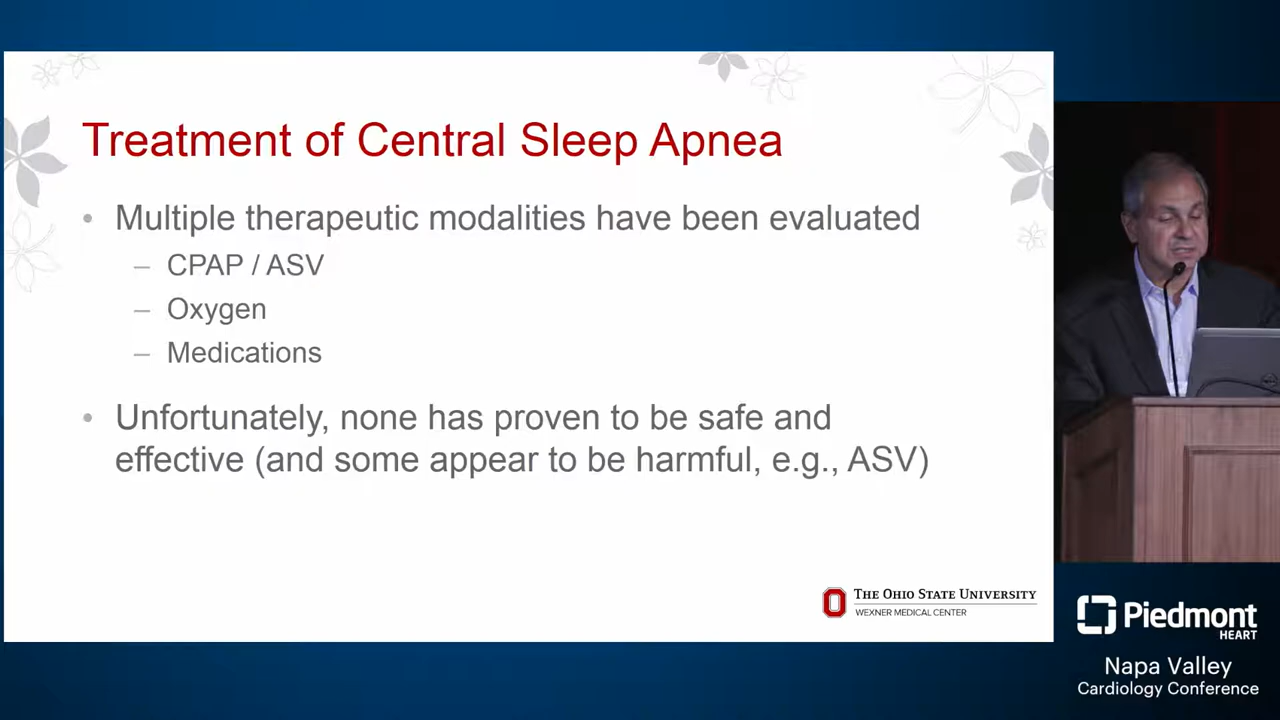 Treatment of Central Sleep Apnea
• Multiple therapeutic modalities have been evaluated
– CPAP / ASV
– Oxygen
– Medications
• Unfortunately, none has proven to be safe and
effective (and some appear to be harmful, e.g., ASV)
THE OHIO STATE UNIVERSITY
WEXNER MEDICAL CENTER
Piedmont
HEART
Napa Valley
Cardiology Conference